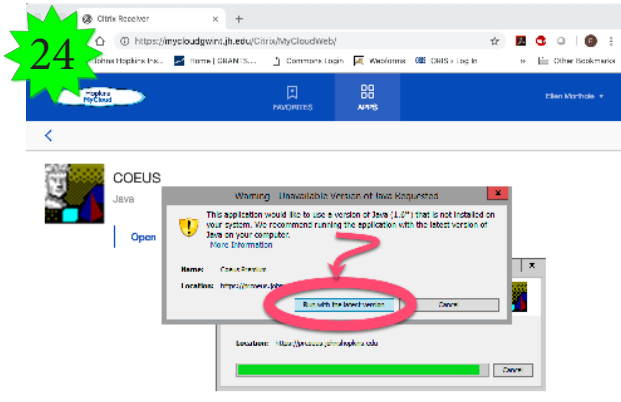 24
Citrix Receiver
https://mycloudgwint.jh.edu/Citrix/MyCloudWeb/
Johns Hopkins Ins...
Home | GRANTS....
Commons Login
Webforms
ORIS › Log In
»
Other Bookmarks
Hopkins
MyCloud
FAVORITES
APPS
Ellen
COEUS
Java
Open
Warning - Unavailable Version of Java Requested
This application would like to use a version of Java (1.6*) that is not installed on
your system. We recommend running the application with the latest version of
Java on your computer.
More Information
Name: Coeus Premium
Location: https://
Run with the latest version
Cancel
Location: johnshopkins.edu
Cancel